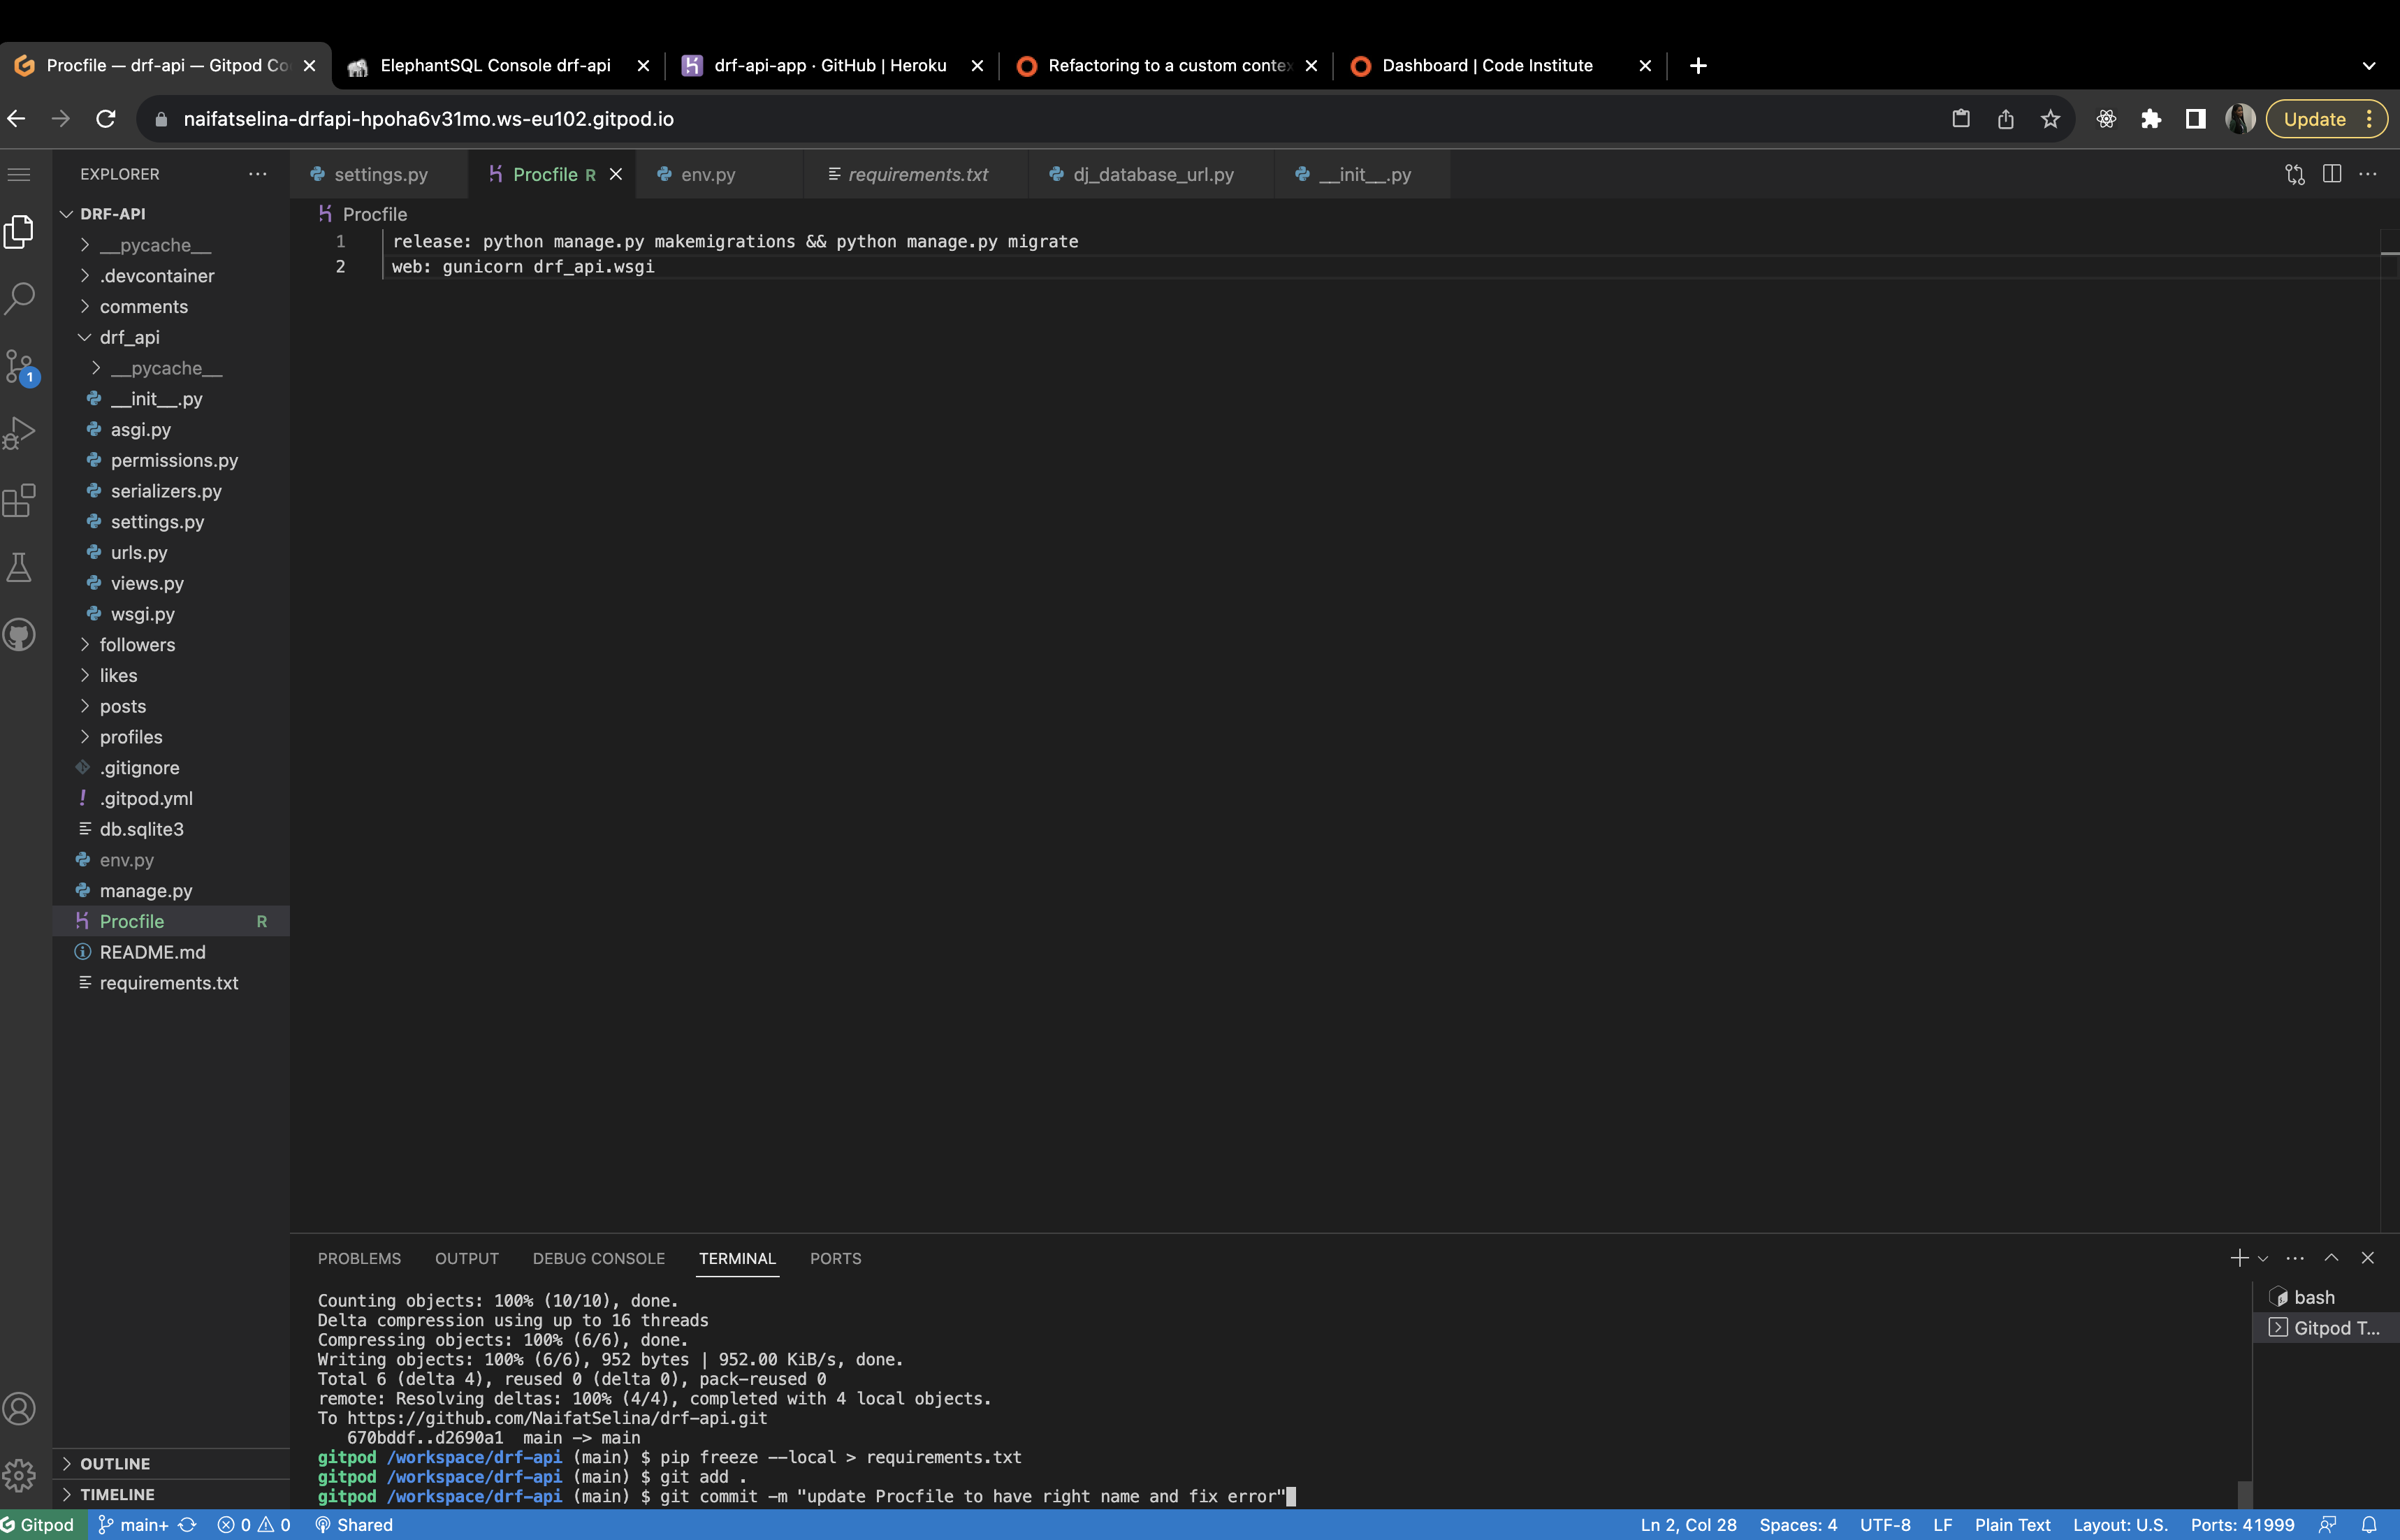 Procfile — drf-api — Gitpod Co
ElephantSQL Console drf-api
drf-api-app · GitHub | Heroku
Refactoring to a custom contex
Dashboard | Code Institute
naifatselina-drfapi-hpoha6v31mo.ws-eu102.gitpod.io
Update
EXPLORER
settings.py
Procfile R
env.py
requirements.txt
dj_database_url.py
__init__.py
DRF-API
__pycache__
.devcontainer
comments
drf_api
__pycache__
__init__.py
asgi.py
permissions.py
serializers.py
settings.py
urls.py
views.py
wsgi.py
followers
likes
posts
profiles
.gitignore
.gitpod.yml
db.sqlite3
env.py
manage.py
Procfile R
README.md
requirements.txt
OUTLINE
TIMELINE
1
Procfile
1 release: python manage.py makemigrations && python manage.py migrate
2 web: gunicorn drf_api.wsgi
PROBLEMS OUTPUT DEBUG CONSOLE TERMINAL PORTS
Counting objects: 100% (10/10), done.
Delta compression using up to 16 threads
Compressing objects: 100% (6/6), done.
Writing objects: 100% (6/6), 952 bytes | 952.00 KiB/s, done.
Total 6 (delta 4), reused 0 (delta 0), pack-reused 0
remote: Resolving deltas: 100% (4/4), completed with 4 local objects.
To https://github.com/NaifatSelina/drf-api.git
670bddf..d2690a1 main -> main
gitpod /workspace/drf-api (main) $ pip freeze --local > requirements.txt
gitpod /workspace/drf-api (main) $ git add .
gitpod /workspace/drf-api (main) $ git commit -m "update Procfile to have right name and fix error"
bash
Gitpod T...
Gitpod main+ 0 0 Shared
Ln 2, Col 28 Spaces: 4 UTF-8 LF Plain Text Layout: U.S. Ports: 41999